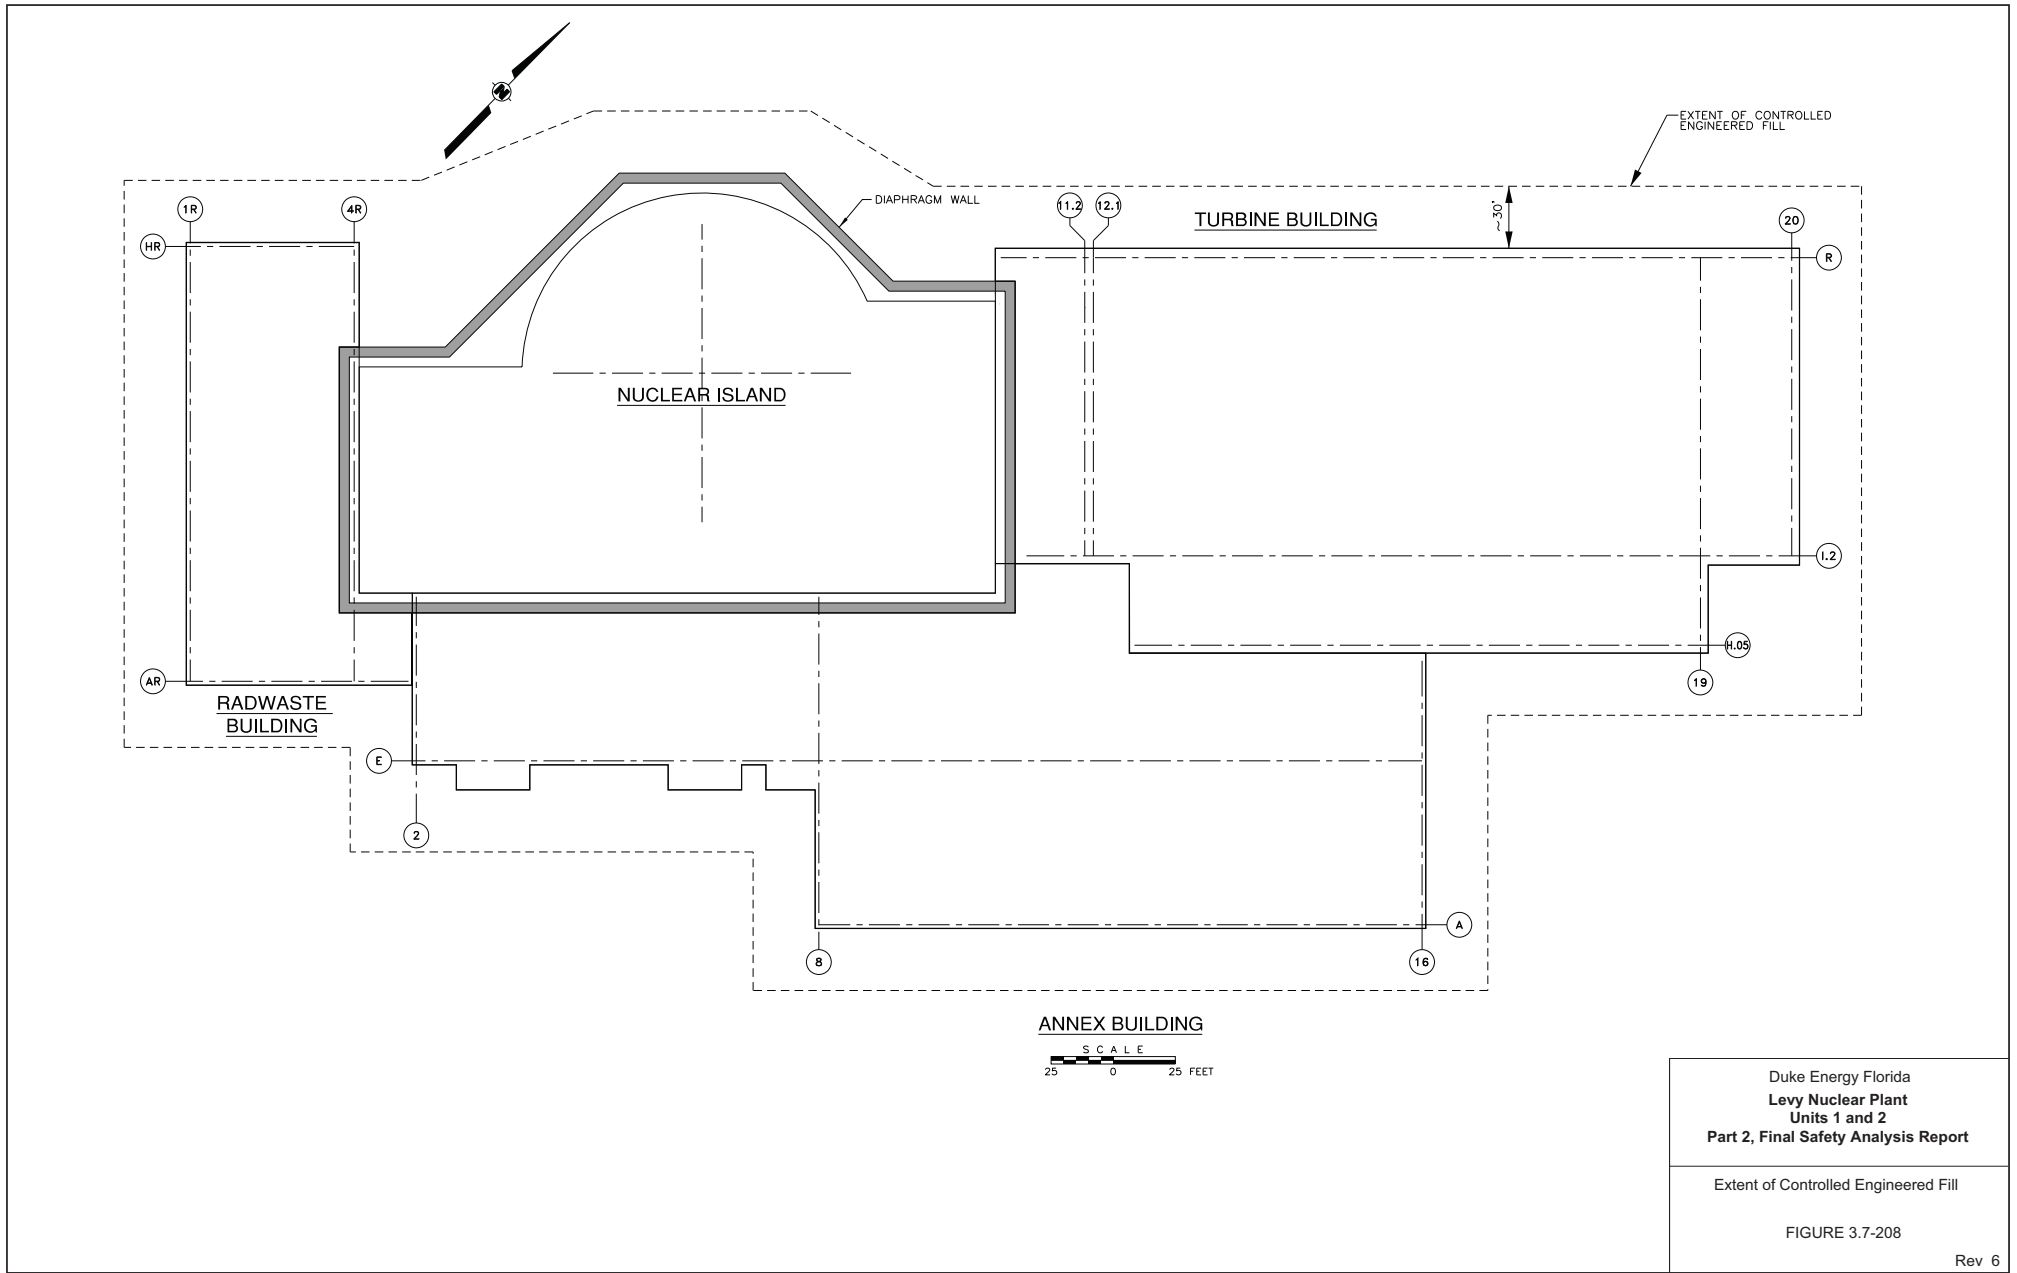 N
EXTENT OF CONTROLLED
ENGINEERED FILL
1R
4R
DIAPHRAGM WALL
11.2
12.1
TURBINE BUILDING
~30'
20
HR
R
NUCLEAR ISLAND
I.2
H.05
AR
19
RADWASTE
BUILDING
E
2
A
8
16
ANNEX BUILDING
SCALE
25 0 25 FEET
Duke Energy Florida
Levy Nuclear Plant
Units 1 and 2
Part 2, Final Safety Analysis Report
Extent of Controlled Engineered Fill
FIGURE 3.7-208
Rev 6